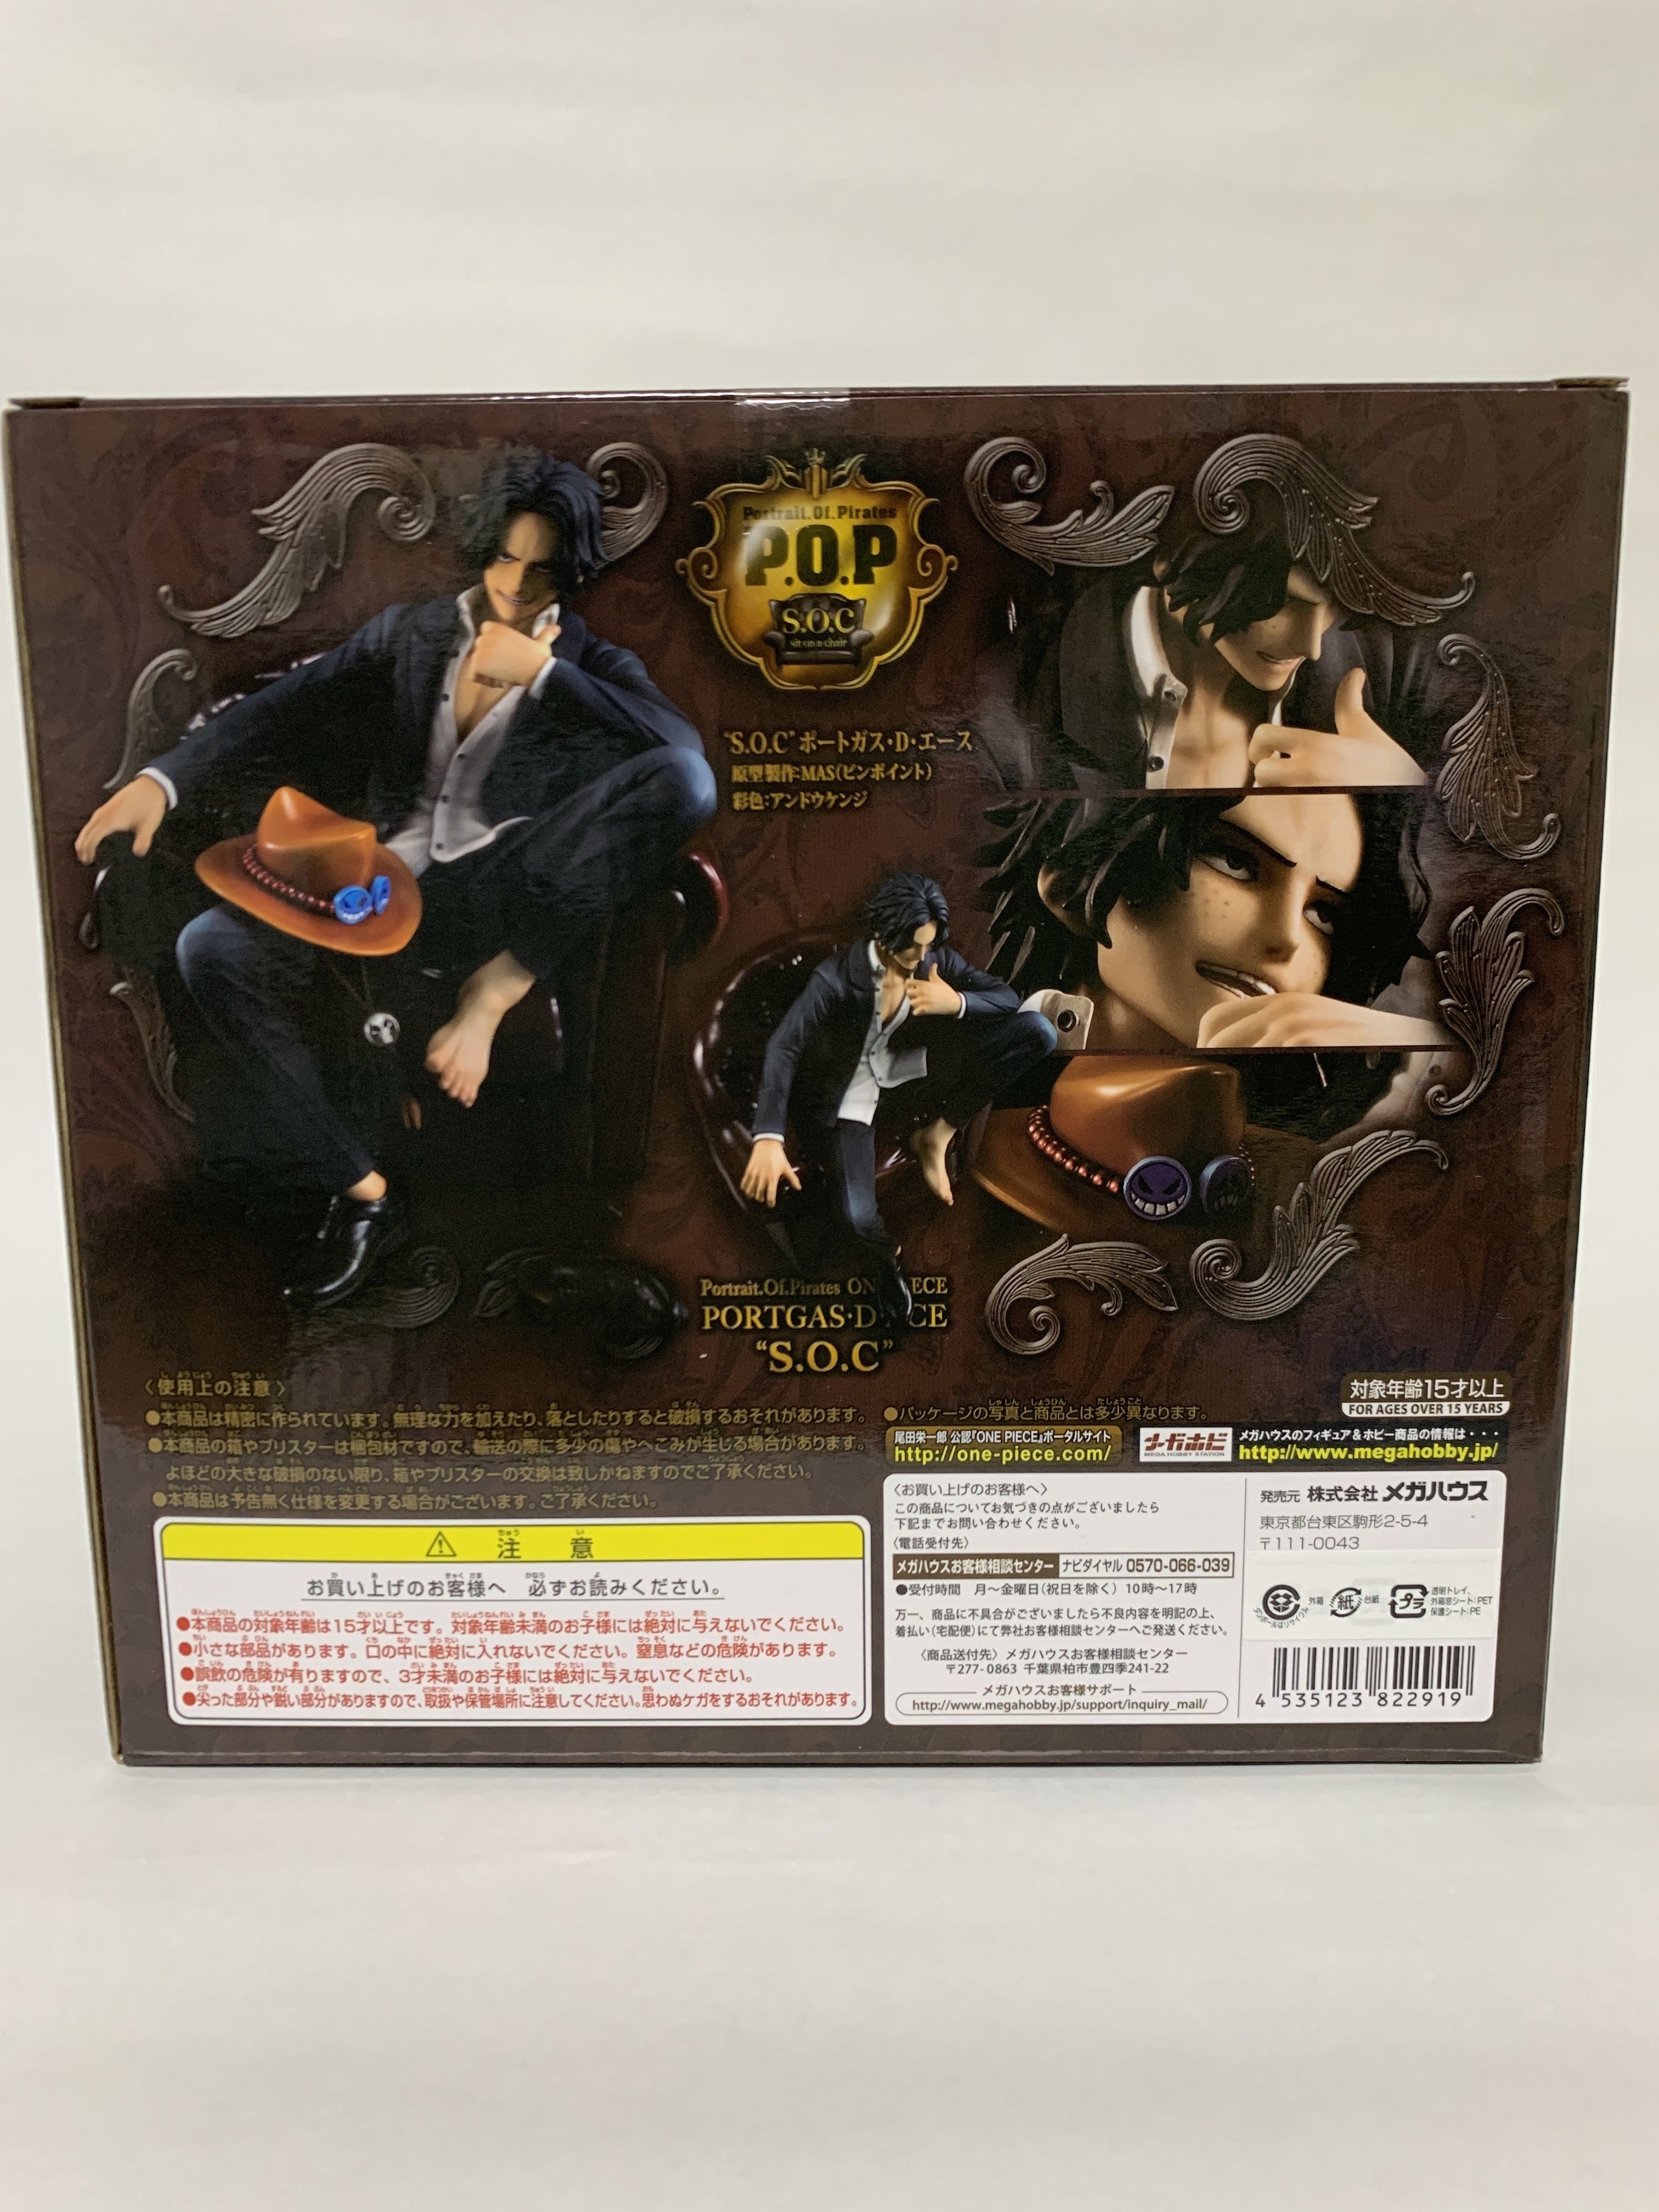 Portrait.Of.Pirates
P.O.P
S.O.C
sit on a chair
"S.O.C"ポートガス・D・エース
原型製作:MAS(ピンポイント)
彩色:アンドウケンジ
Portrait.Of.Pirates ON ECE
PORTGAS・D CE
"S.O.C"
〈使用上の注意〉
●本商品は精密に作られています。無理な力を加えたり、落としたりすると破損するおそれがあります。
●本商品の箱やブリスターは梱包材ですので、輸送の際に多少の傷やへこみが生じる場合があります。
よほどの大きな破損のない限り、箱やブリスターの交換は致しかねますのでご了承ください。
●本商品は予告無く仕様を変更する場合がございます。ご了承ください。
⚠ 注意
お買い上げのお客様へ 必ずお読みください。
●本商品の対象年齢は15才以上です。対象年齢未満のお子様には絶対に与えないでください。
●小さな部品があります。口の中に絶対に入れないでください。窒息などの危険があります。
●誤飲の危険が有りますので、3才未満のお子様には絶対に与えないでください。
●尖った部分や鋭い部分がありますので、取扱や保管場所に注意してください。思わぬケガをするおそれがあります。
対象年齢15才以上
FOR AGES OVER 15 YEARS
●パッケージの写真と商品とは多少異なります。
尾田栄一郎 公認『ONE PIECE』ポータルサイト
http://one-piece.com/
メガホビ
MEGA HOBBY STATION
メガハウスのフィギュア&ホビー商品の情報は・・・
http://www.megahobby.jp/
〈お買い上げのお客様へ〉
この商品についてお気づきの点がございましたら
下記までお問い合わせください。
〈電話受付先〉
メガハウスお客様相談センター ナビダイヤル 0570-066-039
●受付時間 月～金曜日(祝日を除く)10時～17時
万一、商品に不具合がございましたら不良内容を明記の上、
着払い(宅配便)にて弊社お客様相談センターへご発送ください。
〈商品送付先〉メガハウスお客様相談センター
〒277-0863 千葉県柏市豊四季241-22
メガハウスお客様サポート
http://www.megahobby.jp/support/inquiry_mail/
発売元 株式会社 メガハウス
東京都台東区駒形2-5-4
〒111-0043
ダンボールはリサイクル
外箱
紙
台紙
プラ
透明トレイ、
外箱窓シート:PET
保護シート:PE
4 535123 822919